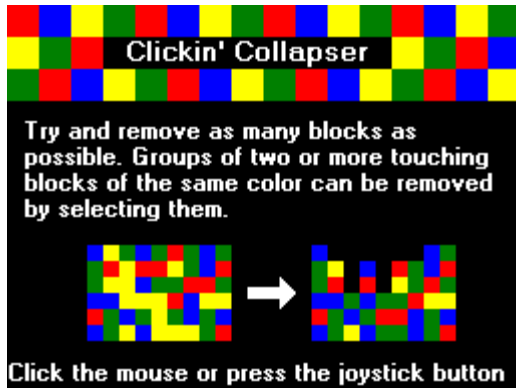 Clickin' Collapser
Try and remove as many blocks as
possible. Groups of two or more touching
blocks of the same color can be removed
by selecting them.
Click the mouse or press the joystick button